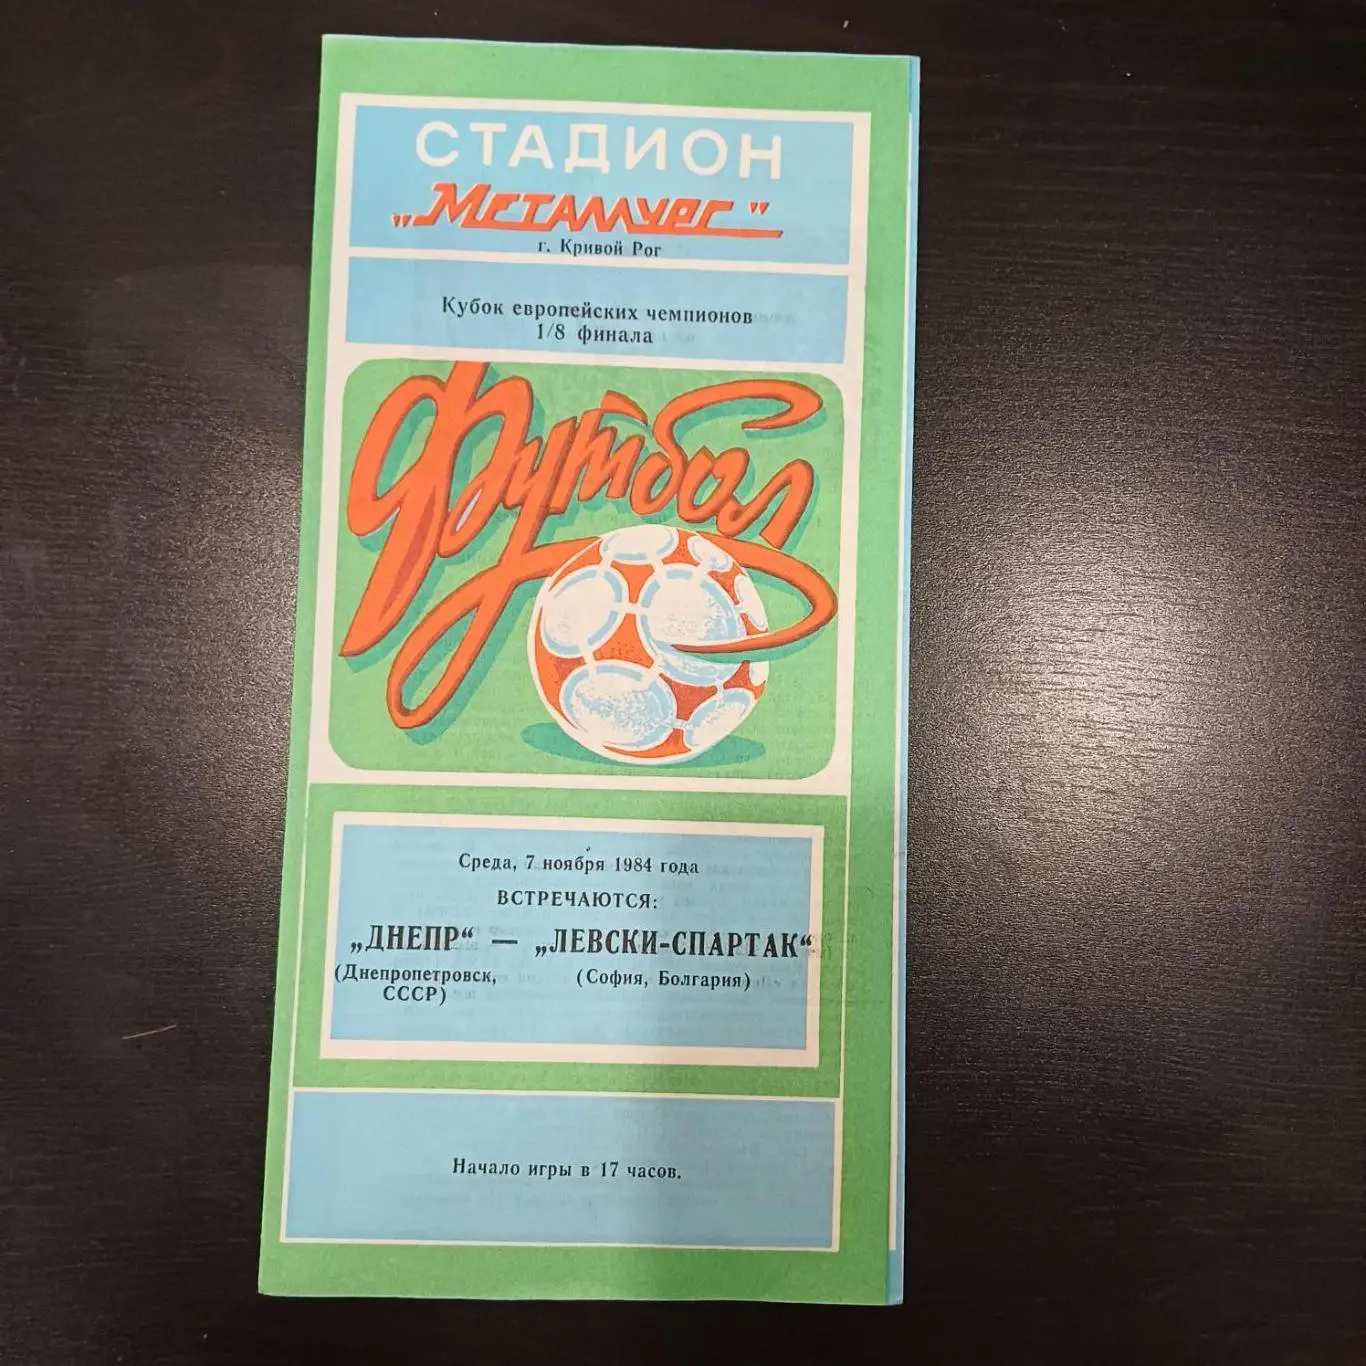 СТАДИОН
„Металлург"
г. Кривой Рог
Кубок европейских чемпионов
1/8 финала
Футбол
Среда, 7 ноября 1984 года
ВСТРЕЧАЮТСЯ:
„ДНЕПР“ — „ЛЕВСКИ-СПАРТАК“
(Днепропетровск, СССР)
(София, Болгария)
Начало игры в 17 часов.